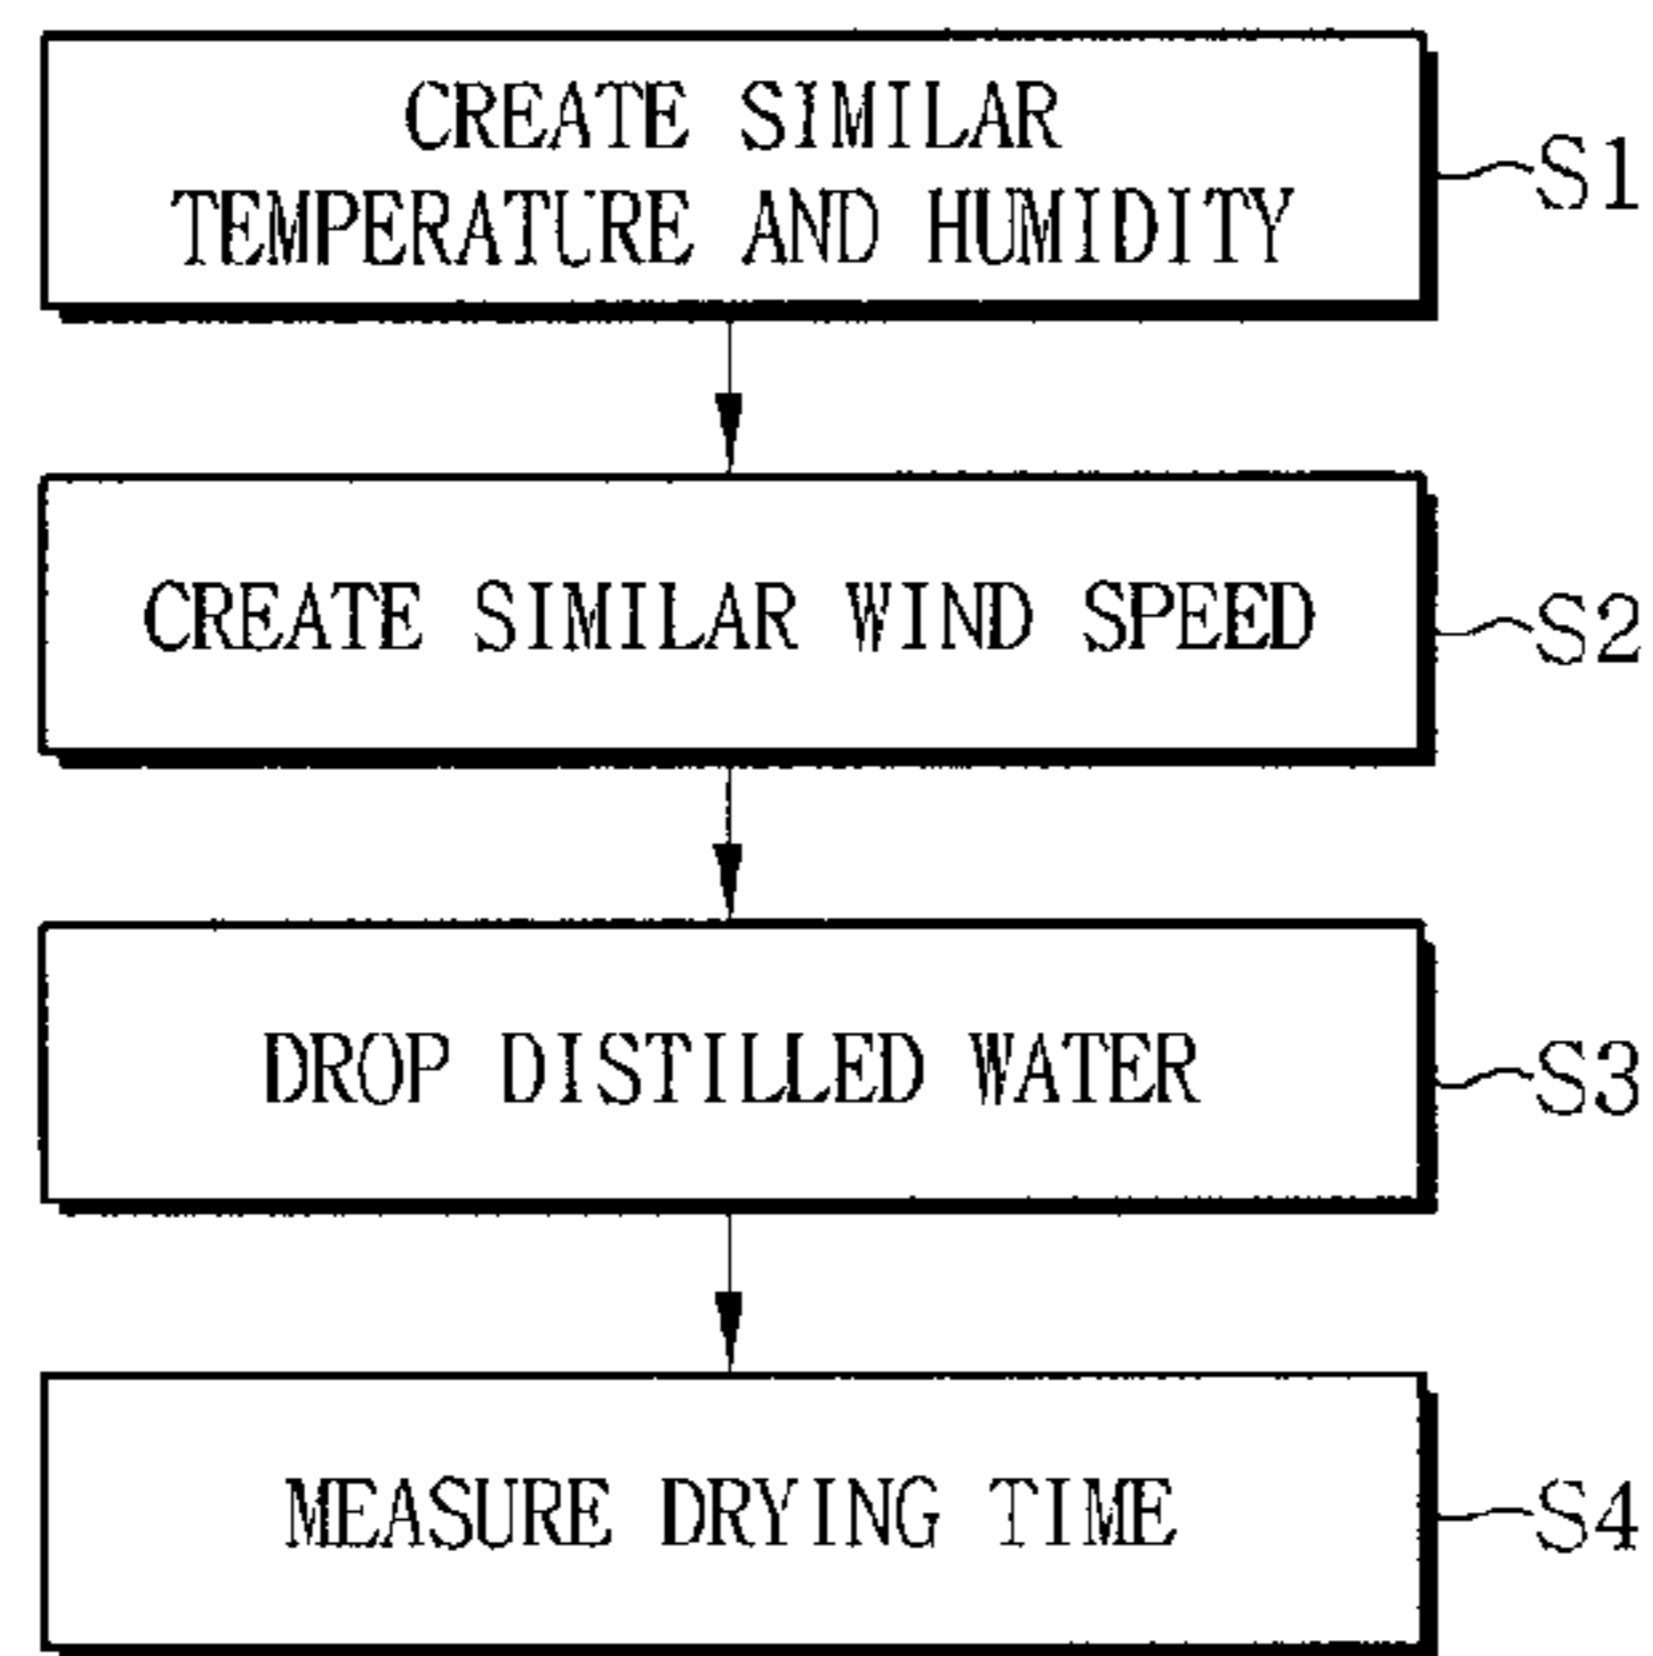 CREATE SIMILAR
TEMPERATURE AND HUMIDITY
S1
CREATE SIMILAR WIND SPEED
S2
DROP DISTILLED WATER
S3
MEASURE DRYING TIME
S4